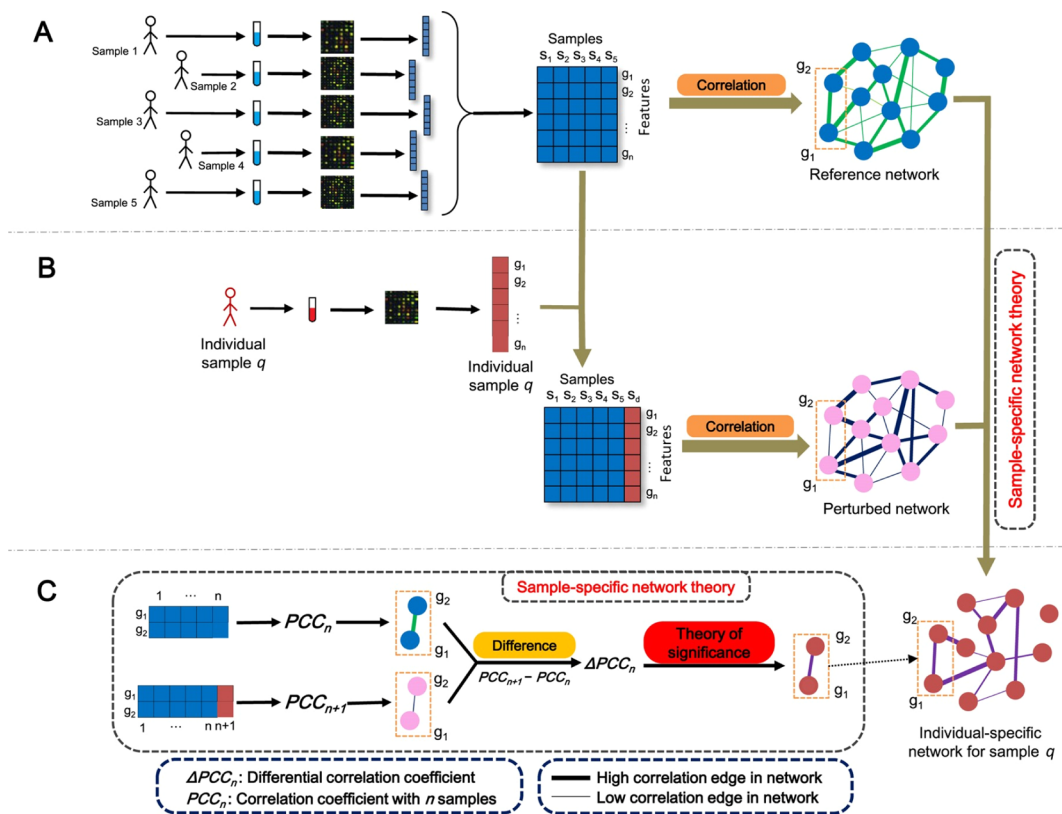 A
Sample 1
Sample 2
Sample 3
Sample 4
Sample 5
Samples
S1 S2 S3 S4 S5
g1
g2
...
gn
Features
Correlation
g2
g1
Reference network
B
Individual
sample q
g1
g2
...
gn
Individual
sample q
Samples
S1 S2 S3 S4 S5 Sd
g1
g2
...
gn
Features
Correlation
g2
g1
Perturbed network
Sample-specific network theory
C
Sample-specific network theory
1 ... n
g1
g2
PCCn
g2
g1
g1
g2
1 ... n n+1
PCCn+1
g2
g1
Difference
PCCn+1 − PCCn
ΔPCCn
Theory of
significance
g2
g1
g2
g1
Individual-specific
network for sample q
ΔPCCn: Differential correlation coefficient
PCCn: Correlation coefficient with n samples
High correlation edge in network
Low correlation edge in network